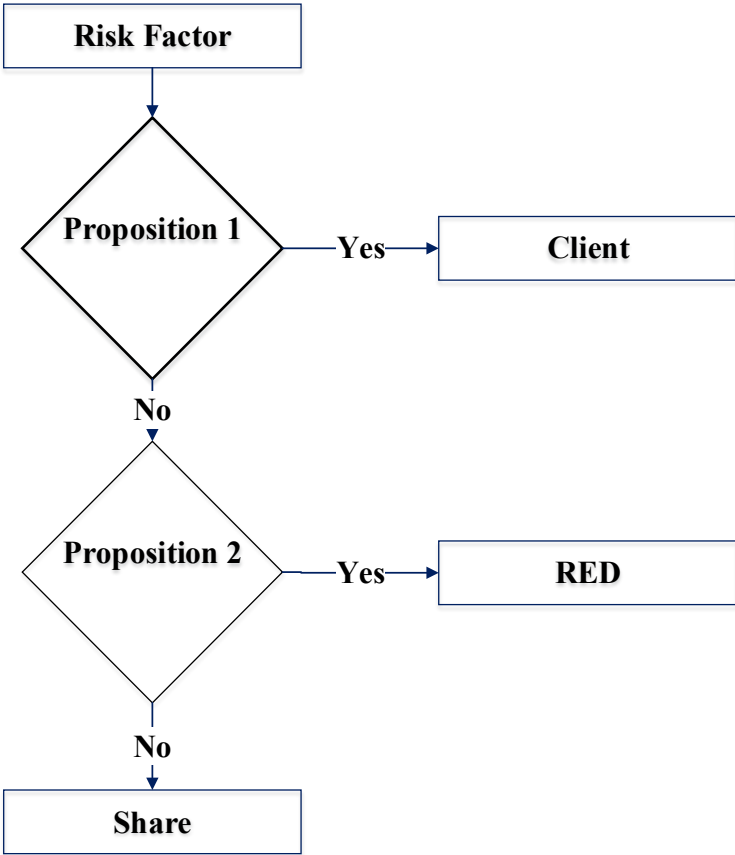 Risk Factor
Proposition 1
Yes
Client
No
Proposition 2
Yes
RED
No
Share